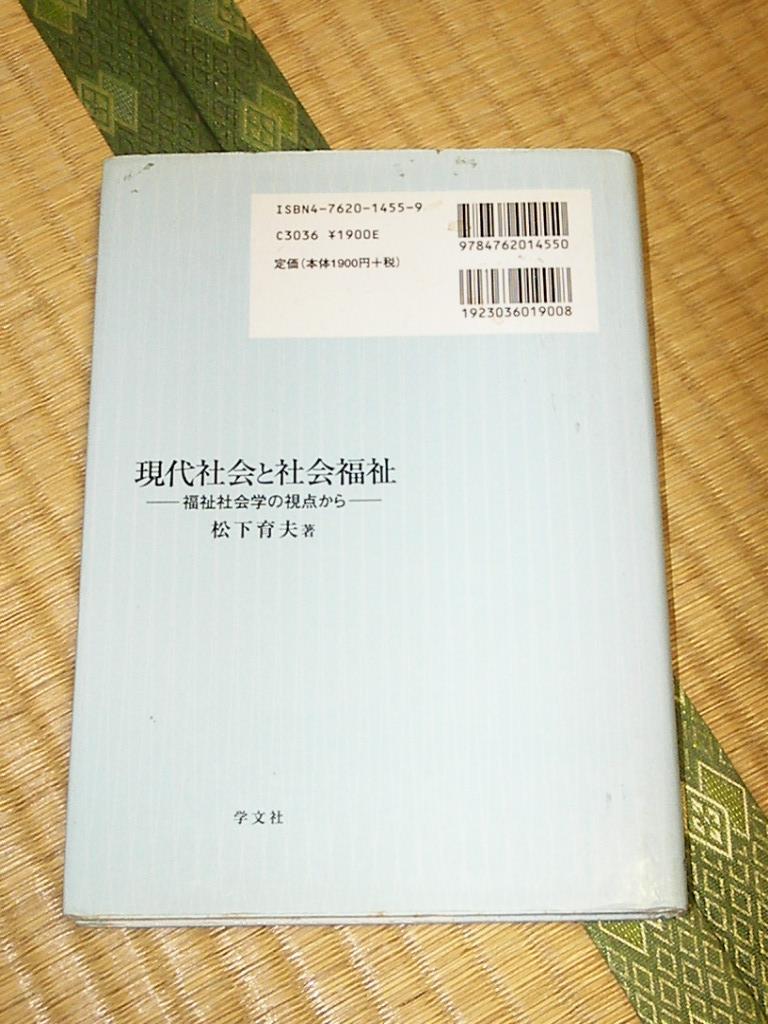 ISBN4-7620-1455-9
C3036 ¥1900E
定価(本体1900円+税)
9784762014550
1923036019008
現代社会と社会福祉
——福祉社会学の視点から——
松下育夫著
学文社